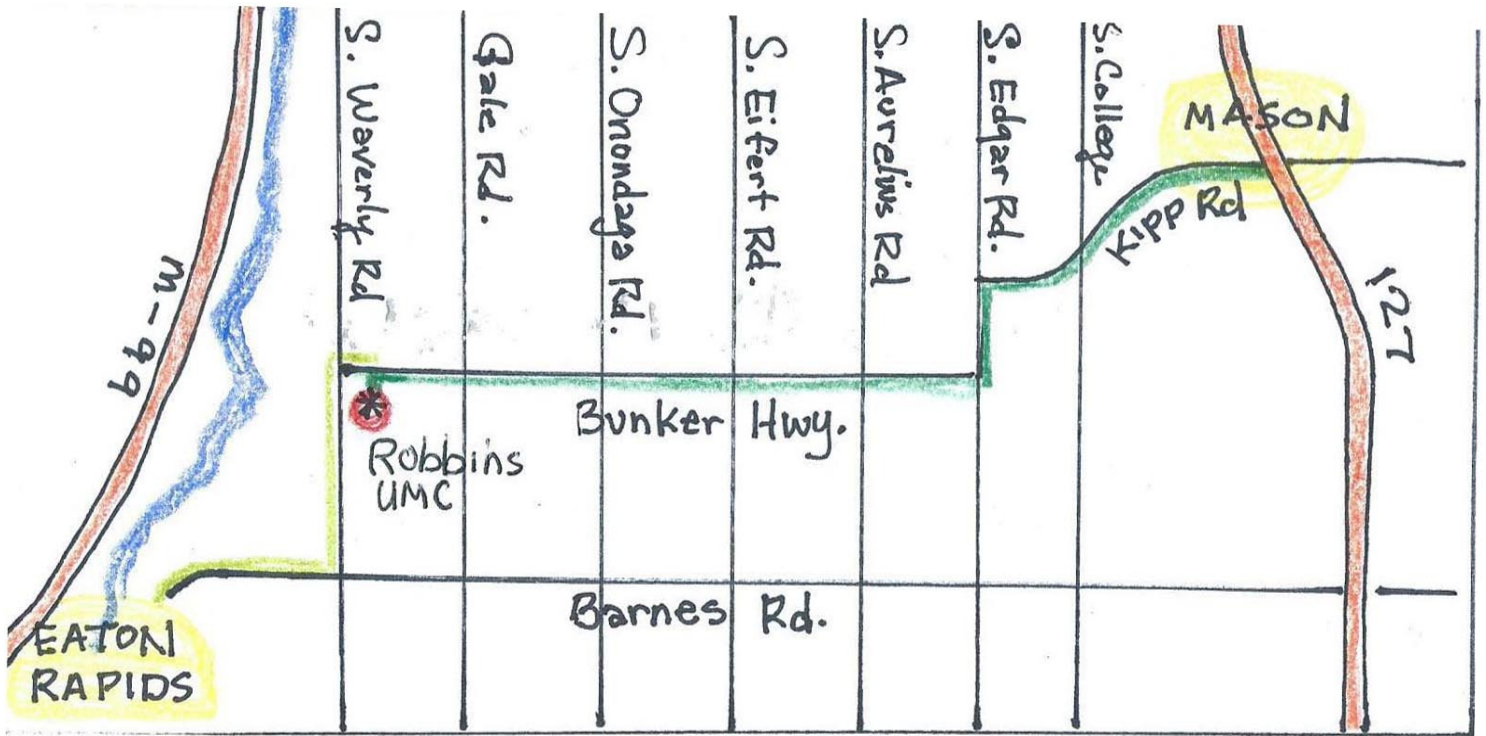 S. Waverly Rd
Gale Rd.
S. Onondaga Rd.
S. Eifert Rd.
S. Aurelius Rd
S. Edgar Rd.
S. College
MASON
Kipp Rd
127
M-99
Bunker Hwy.
*
Robbins
UMC
Barnes Rd.
EATON
RAPIDS